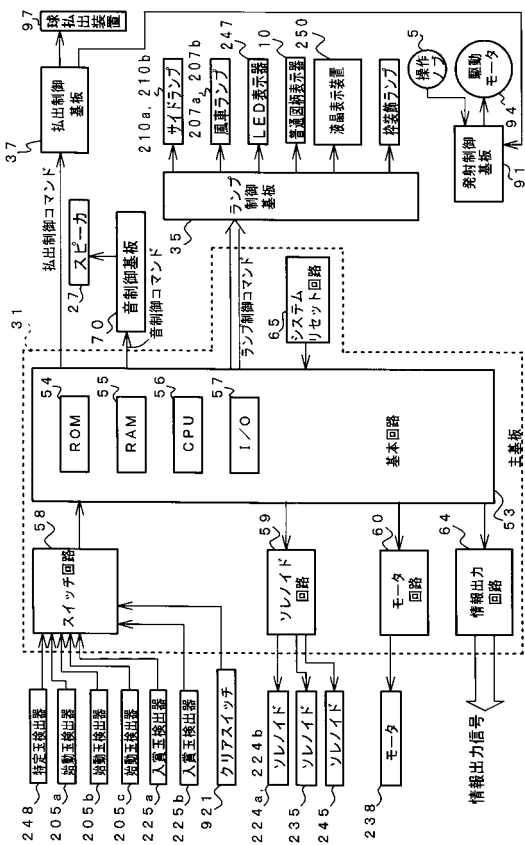 248
特定玉検出器
205a
始動玉検出器
205b
始動玉検出器
205c
始動玉検出器
225a
入賞玉検出器
225b
入賞玉検出器
921
クリアスイッチ
224a、224b
ソレノイド
235
ソレノイド
245
ソレノイド
238
モータ
情報出力信号
58
スイッチ回路
59
ソレノイド
回路
60
モータ
回路
64
情報出力
回路
31
54
ROM
55
RAM
56
CPU
57
I/O
基本回路
53
主基板
65
システム
リセット回路
払出制御コマンド
27
スピーカ
70
音制御基板
音制御コマンド
ランプ制御コマンド
37
払出制御
基板
97
球払出装置
35
ランプ
制御
基板
210a、210b
サイドランプ
207a、207b
風車ランプ
247
LED表示器
10
普通図柄表示器
250
液晶表示装置
枠装飾ランプ
5
操作
ノブ
駆動
モータ
94
発射制御
基板
91